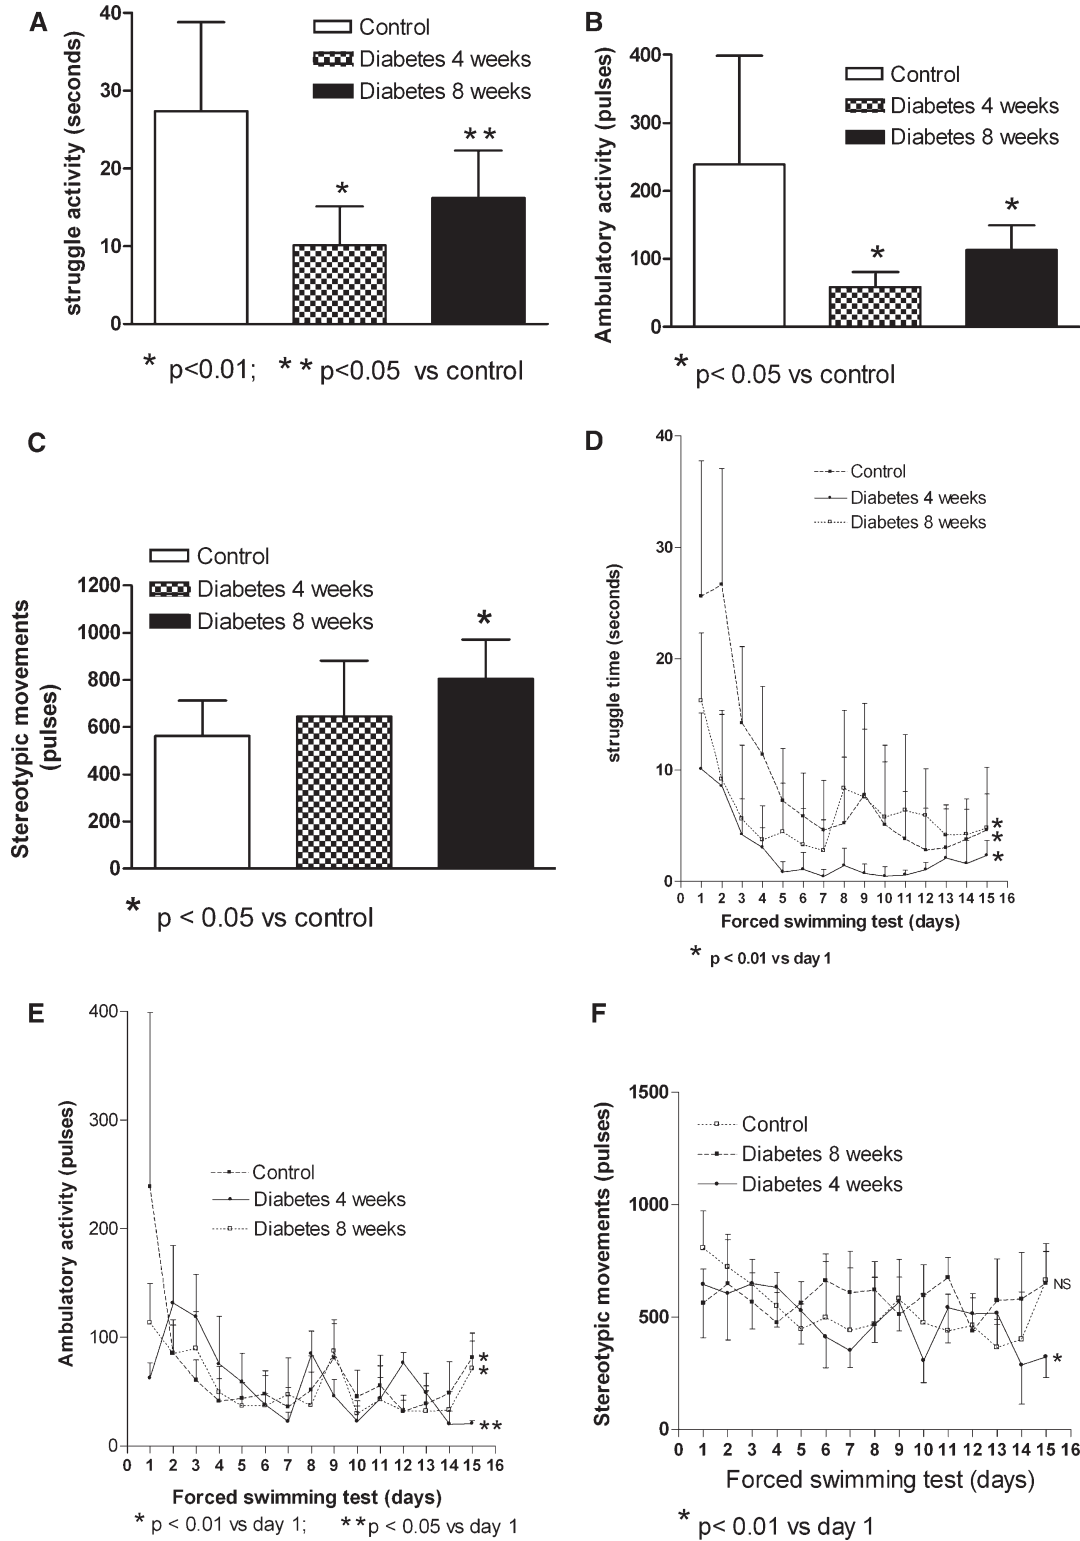 A
struggle activity (seconds)
40
30
20
10
0
Control
Diabetes 4 weeks
Diabetes 8 weeks
*
* *
* p<0.01; * * p<0.05 vs control
B
Ambulatory activity (pulses)
400
300
200
100
0
Control
Diabetes 4 weeks
Diabetes 8 weeks
*
*
* p< 0.05 vs control
C
Stereotypic movements
(pulses)
Control
Diabetes 4 weeks
Diabetes 8 weeks
1200
1000
800
600
400
200
0
*
* p < 0.05 vs control
D
struggle time (seconds)
40
30
20
10
0
Control
Diabetes 4 weeks
Diabetes 8 weeks
*
*
*
0 1 2 3 4 5 6 7 8 9 10 11 12 13 14 15 16
Forced swimming test (days)
* p < 0.01 vs day 1
E
Ambulatory activity (pulses)
400
300
200
100
0
Control
Diabetes 4 weeks
Diabetes 8 weeks
*
*
**
0 1 2 3 4 5 6 7 8 9 10 11 12 13 14 15 16
Forced swimming test (days)
* p < 0.01 vs day 1; **p < 0.05 vs day 1
F
Stereotypic movements (pulses)
1500
1000
500
0
Control
Diabetes 8 weeks
Diabetes 4 weeks
NS
*
0 1 2 3 4 5 6 7 8 9 10 11 12 13 14 15 16
Forced swimming test (days)
* p< 0.01 vs day 1